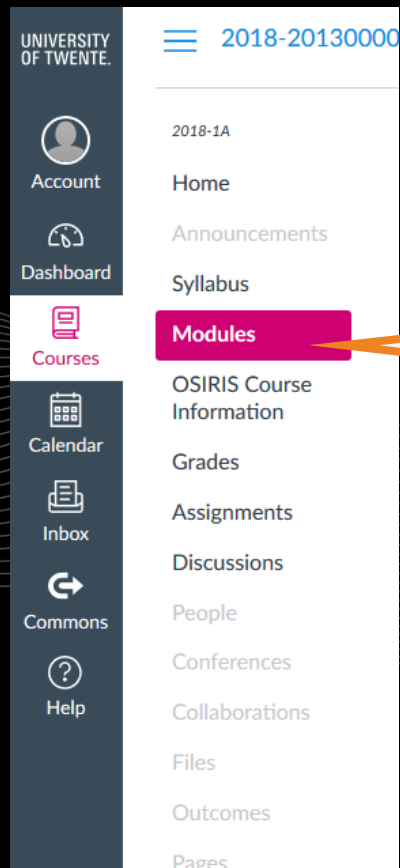 UNIVERSITY
OF TWENTE.
Account
Dashboard
Courses
Calendar
Inbox
Commons
Help
2018-20130000
2018-1A
Home
Announcements
Syllabus
Modules
OSIRIS Course
Information
Grades
Assignments
Discussions
People
Conferences
Collaborations
Files
Outcomes
Pages